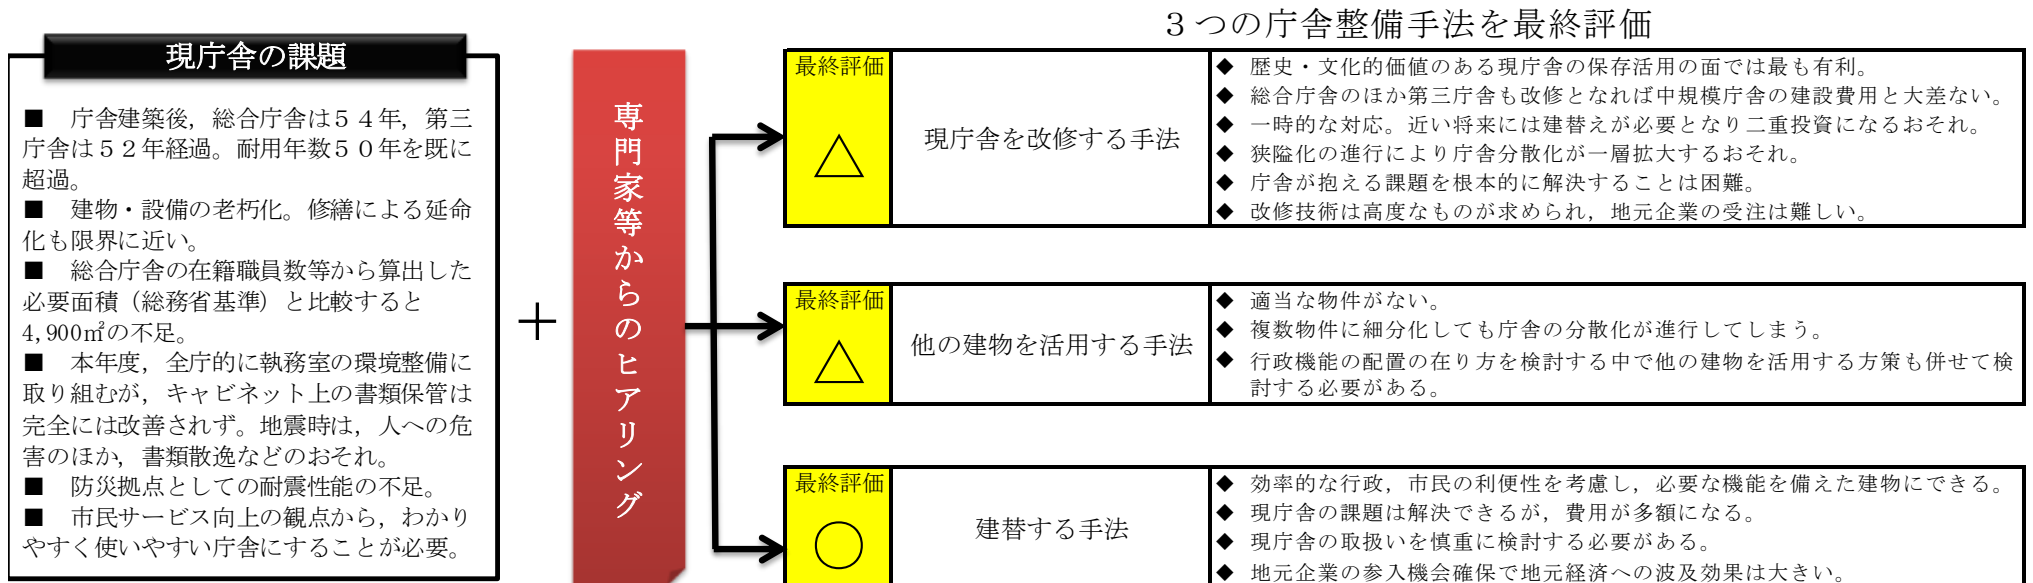 ３つの庁舎整備手法を最終評価
現庁舎の課題
■　庁舎建築後，総合庁舎は５４年，第三
庁舎は５２年経過。耐用年数５０年を既に
超過。
■　建物・設備の老朽化。修繕による延命
化も限界に近い。
■　総合庁舎の在籍職員数等から算出した
必要面積（総務省基準）と比較すると
4,900㎡の不足。
■　本年度，全庁的に執務室の環境整備に
取り組むが，キャビネット上の書類保管は
完全には改善されず。地震時は，人への危
害のほか，書類散逸などのおそれ。
■　防災拠点としての耐震性能の不足。
■　市民サービス向上の観点から，わかり
やすく使いやすい庁舎にすることが必要。
＋
専門家等からのヒアリング
最終評価
△
現庁舎を改修する手法
◆ 歴史・文化的価値のある現庁舎の保存活用の面では最も有利。
◆ 総合庁舎のほか第三庁舎も改修となれば中規模庁舎の建設費用と大差ない。
◆ 一時的な対応。近い将来には建替えが必要となり二重投資になるおそれ。
◆ 狭隘化の進行により庁舎分散化が一層拡大するおそれ。
◆ 庁舎が抱える課題を根本的に解決することは困難。
◆ 改修技術は高度なものが求められ，地元企業の受注は難しい。
最終評価
△
他の建物を活用する手法
◆ 適当な物件がない。
◆ 複数物件に細分化しても庁舎の分散化が進行してしまう。
◆ 行政機能の配置の在り方を検討する中で他の建物を活用する方策も併せて検
討する必要がある。
最終評価
○
建替する手法
◆ 効率的な行政，市民の利便性を考慮し，必要な機能を備えた建物にできる。
◆ 現庁舎の課題は解決できるが，費用が多額になる。
◆ 現庁舎の取扱いを慎重に検討する必要がある。
◆ 地元企業の参入機会確保で地元経済への波及効果は大きい。